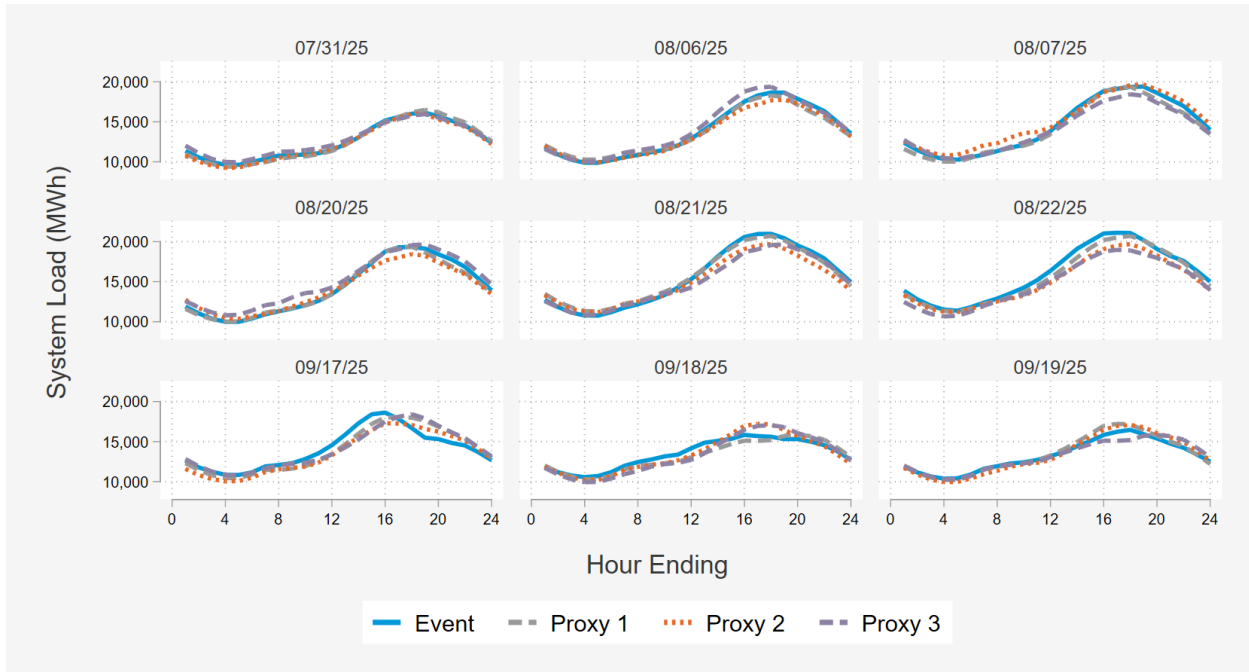 07/31/25 08/06/25 08/07/25
20,000
15,000
10,000
08/20/25 08/21/25 08/22/25
20,000
15,000
10,000
09/17/25 09/18/25 09/19/25
20,000
15,000
10,000
0 4 8 12 16 20 24 0 4 8 12 16 20 24 0 4 8 12 16 20 24
System Load (MWh)
Hour Ending
Event Proxy 1 Proxy 2 Proxy 3